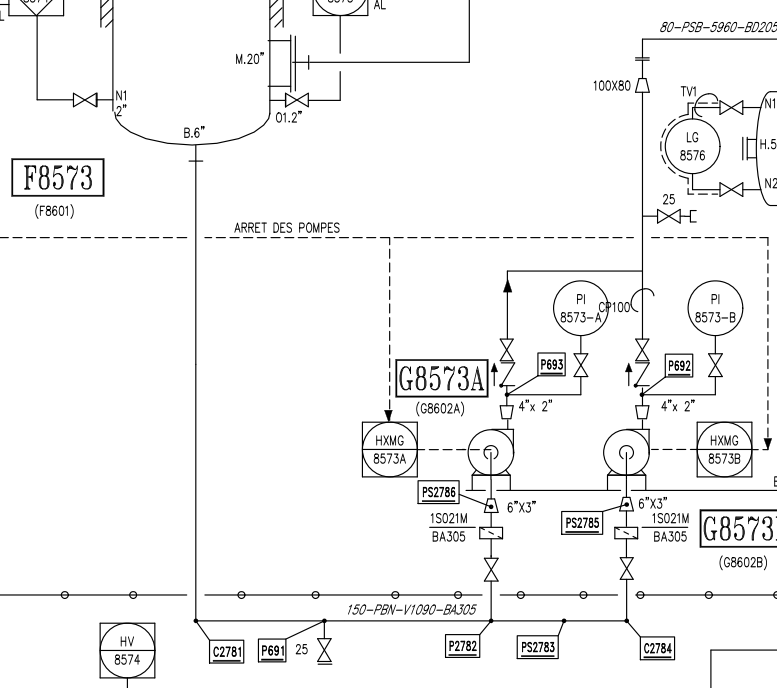 AL
80-PSB-5960-BD205
M.20"
100X80
TV1
N1
2"
O1.2"
N1
B.6"
LG
8576
H.5
F8573
N2
(F8601)
25
ARRET DES POMPES
PI
8573-A
CP100
PI
8573-B
P693
P692
G8573A
(G8602A)
4"x 2"
4"x 2"
HXMG
8573A
HXMG
8573B
PS2786
6"X3"
6"X3"
1S021M
BA305
PS2785
1S021M
BA305
G8573
(G8602B)
150-PBN-V1090-BA305
HV
8574
C2781
P691
25
P2782
PS2783
C2784